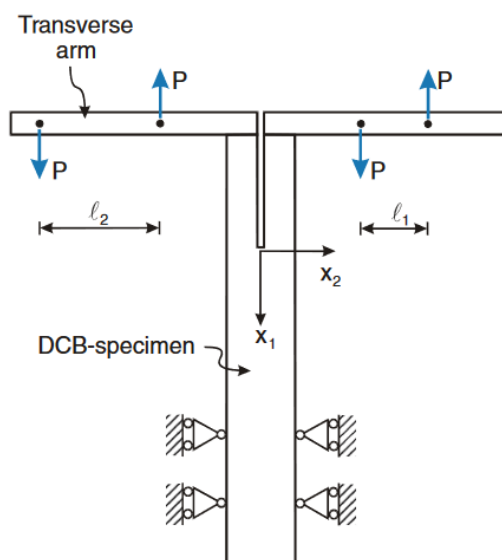 Transverse
arm
P
P
P
P
ℓ₂
ℓ₁
x₂
x₁
DCB-specimen